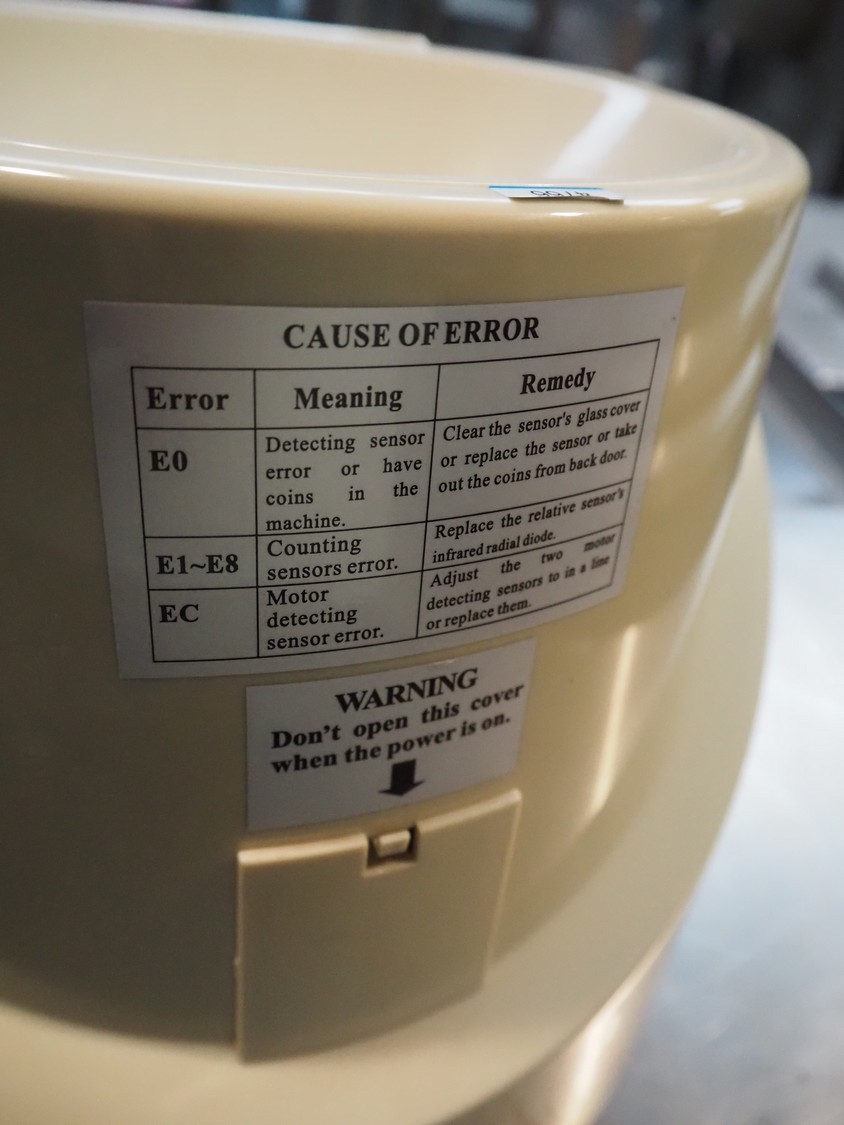 CAUSE OF ERROR
Error Meaning Remedy
E0
Detecting sensor
error or have
coins in the
machine.
Clear the sensor's glass cover
or replace the sensor or take
out the coins from back door.
E1~E8
Counting
sensors error.
Replace the relative sensor's
infrared radial diode.
EC
Motor
detecting
sensor error.
Adjust the two motor
detecting sensors to in a line
or replace them.
WARNING
Don't open this cover
when the power is on.